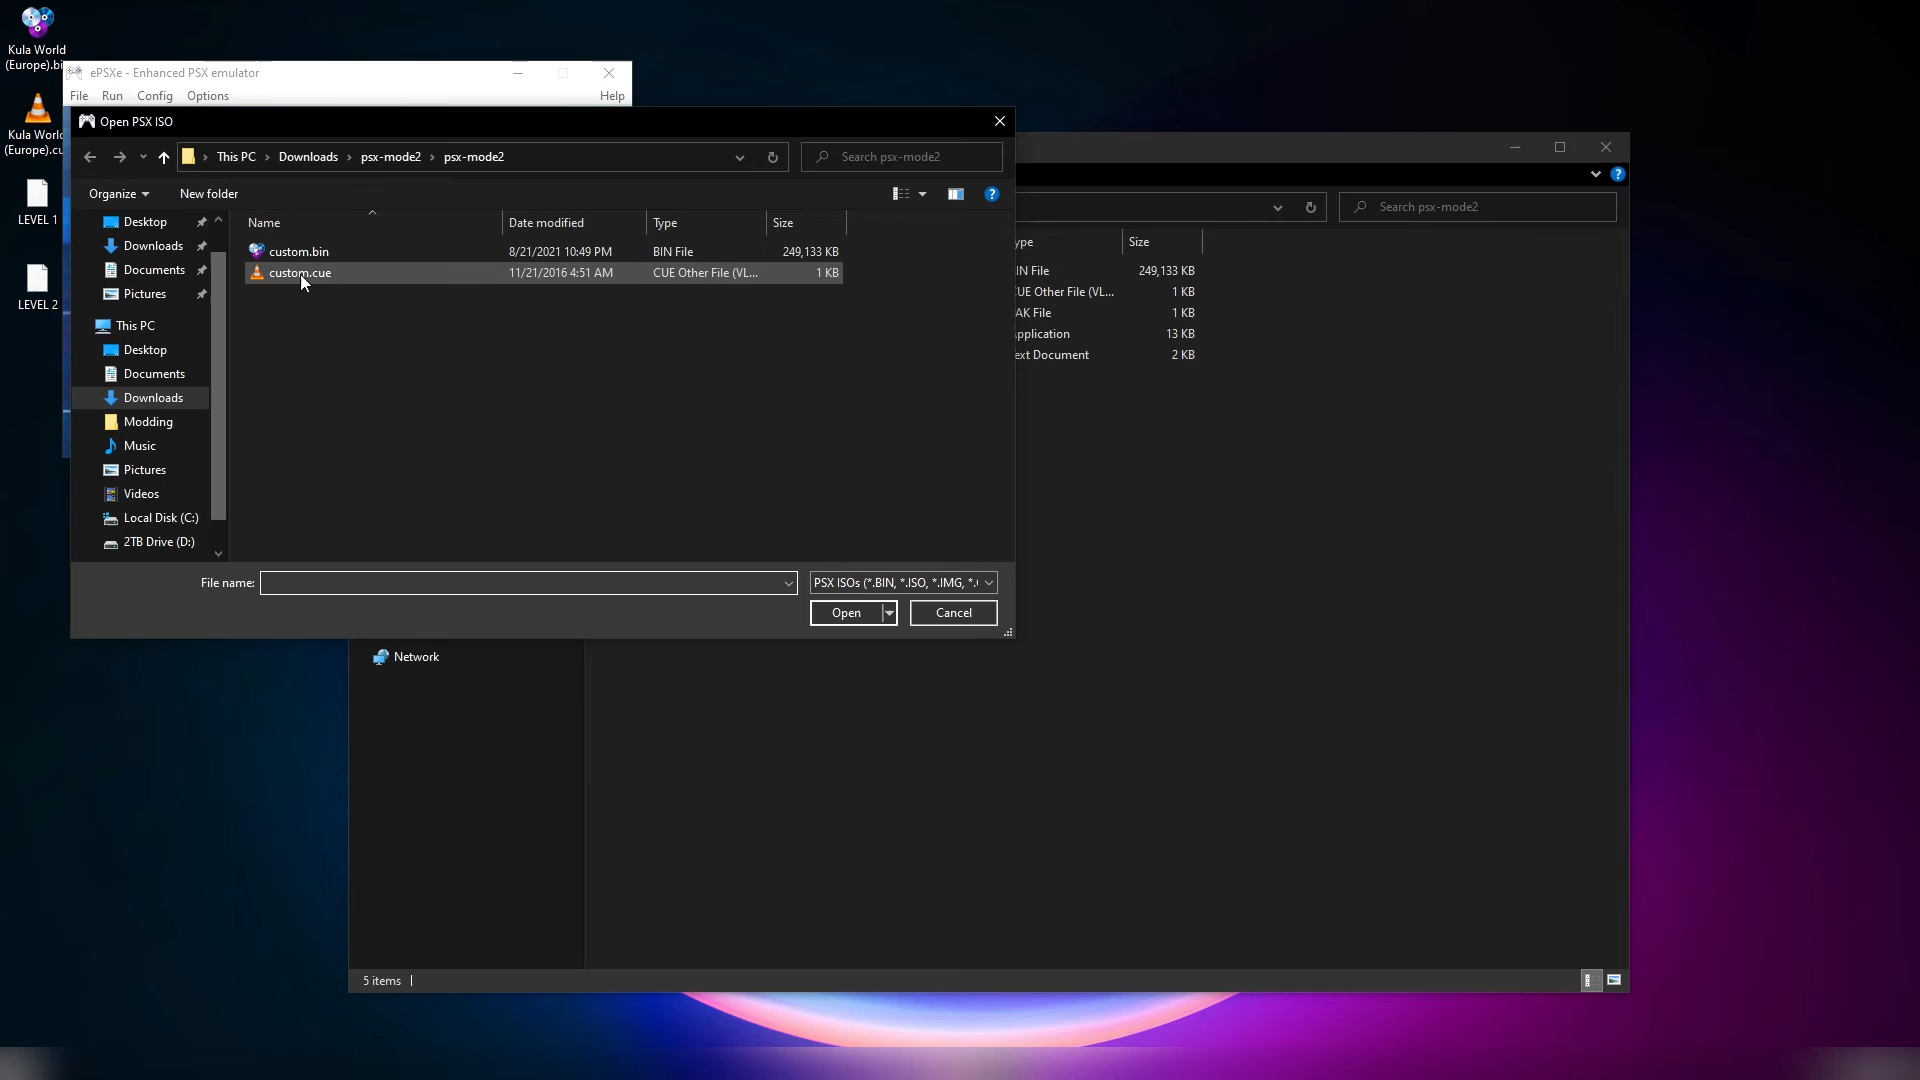 Kula World
(Europe).bi
Kula World
(Europe).cu
LEVEL 1
LEVEL 2
ePSXe - Enhanced PSX emulator
File Run Config Options Help
Open PSX ISO
This PC > Downloads > psx-mode2 > psx-mode2
Search psx-mode2
Organize New folder
Desktop
Downloads
Documents
Pictures
This PC
Desktop
Documents
Downloads
Modding
Music
Pictures
Videos
Local Disk (C:)
2TB Drive (D:)
Name Date modified Type Size
custom.bin 8/21/2021 10:49 PM BIN File 249,133 KB
custom.cue 11/21/2016 4:51 AM CUE Other File (VL... 1 KB
File name:
PSX ISOs (*.BIN, *.ISO, *.IMG, *.
Open Cancel
Search psx-mode2
ype Size
IN File 249,133 KB
UE Other File (VL... 1 KB
AK File 1 KB
pplication 13 KB
ext Document 2 KB
Network
5 items